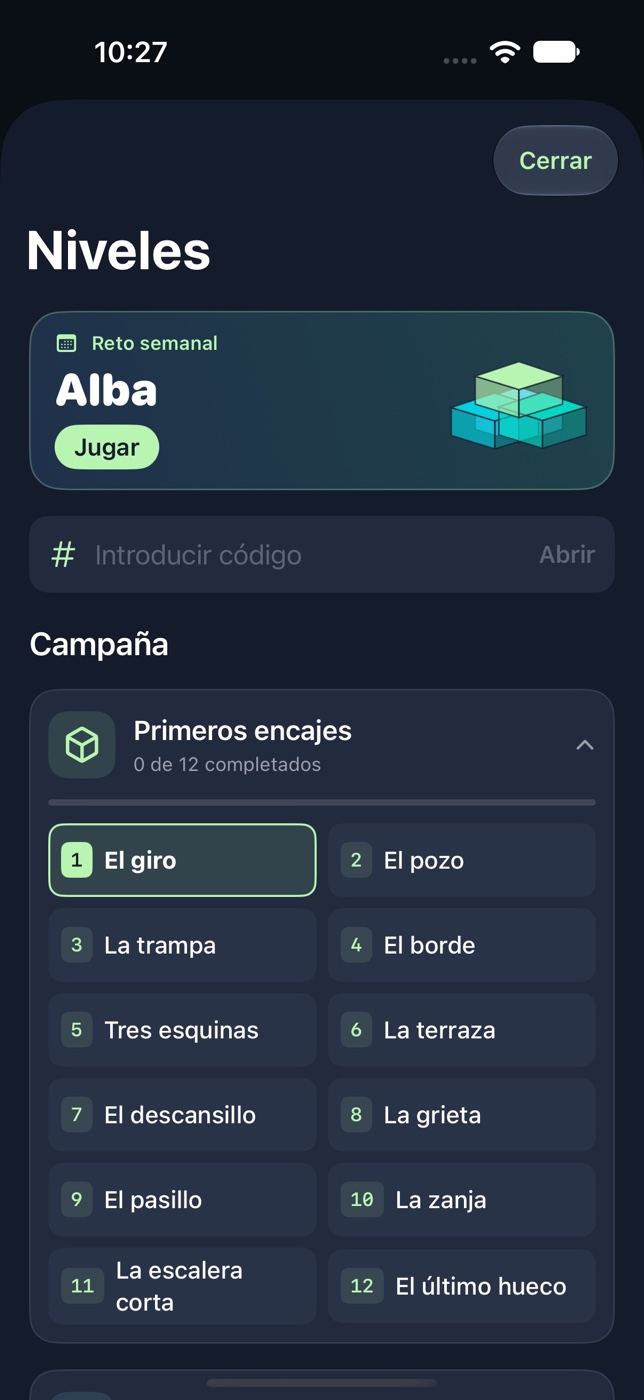 10:27
Cerrar
Niveles
Reto semanal
Alba
Jugar
# Introducir código Abrir
Campaña
Primeros encajes
0 de 12 completados
1 El giro
2 El pozo
3 La trampa
4 El borde
5 Tres esquinas
6 La terraza
7 El descansillo
8 La grieta
9 El pasillo
10 La zanja
11 La escalera
corta
12 El último hueco